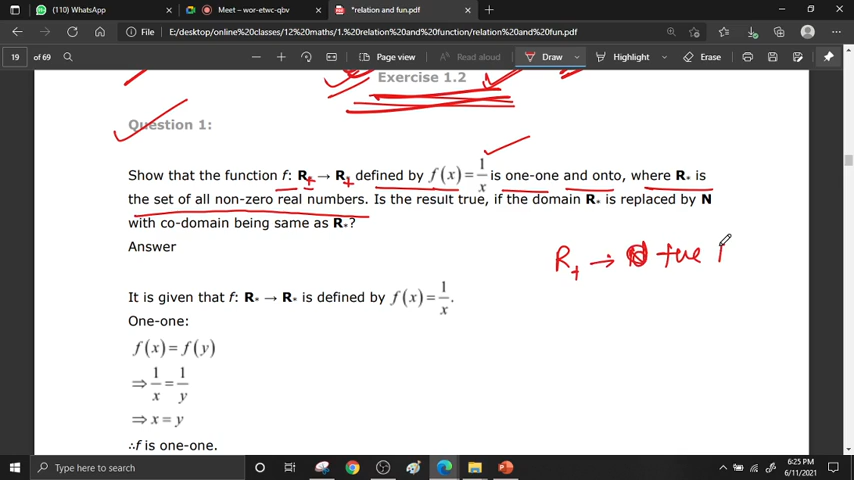 (110) WhatsApp
Meet – wor-etwc-qbv
*relation and fun.pdf
File
E:/desktop/online%20classes/12%20maths/1.%20relation%20and%20function/relation%20and%20fun.pdf
19 of 69
Page view
Read aloud
Draw
Highlight
Erase
Exercise 1.2
Question 1:
Show that the function f: R* → R* defined by f(x) = 1/x is one-one and onto, where R* is
the set of all non-zero real numbers. Is the result true, if the domain R* is replaced by N
with co-domain being same as R*?
Answer
R+ → +ve
It is given that f: R* → R* is defined by f(x) = 1/x.
One-one:
f(x) = f(y)
⇒ 1/x = 1/y
⇒ x = y
∴f is one-one.
Type here to search
ENG
6:25 PM
6/11/2021